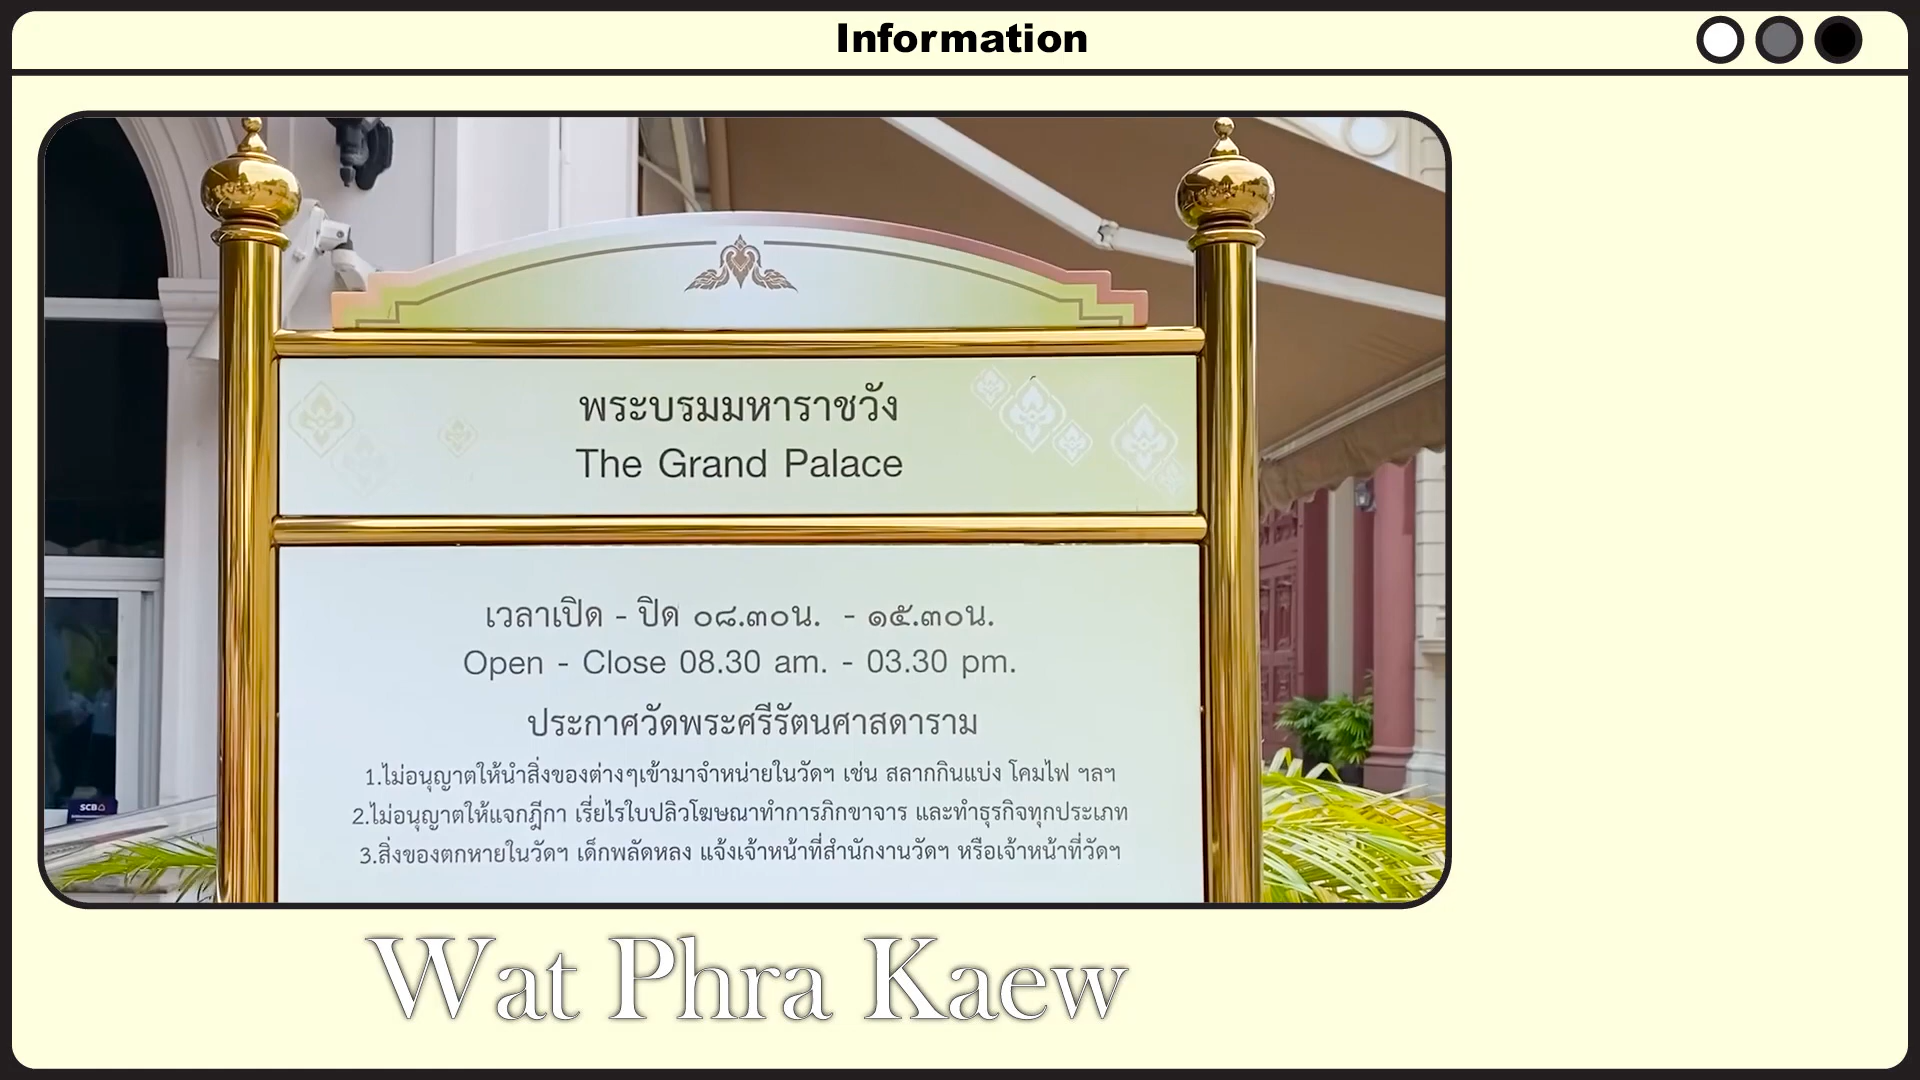 Information
พระบรมมหาราชวัง
The Grand Palace
เวลาเปิด - ปิด ๐๘.๓๐น. - ๑๕.๓๐น.
Open - Close 08.30 am. - 03.30 pm.
ประกาศวัดพระศรีรัตนศาสดาราม
1.ไม่อนุญาตให้นำสิ่งของต่างๆเข้ามาจำหน่ายในวัดฯ เช่น สลากกินแบ่ง โคมไฟ ฯลฯ
2.ไม่อนุญาตให้แจกฎีกา เรี่ยไรใบปลิวโฆษณาทำการภิกขาจาร และทำธุรกิจทุกประเภท
3.สิ่งของตกหายในวัดฯ เด็กพลัดหลง แจ้งเจ้าหน้าที่สำนักงานวัดฯ หรือเจ้าหน้าที่วัดฯ
SCB
Wat Phra Kaew